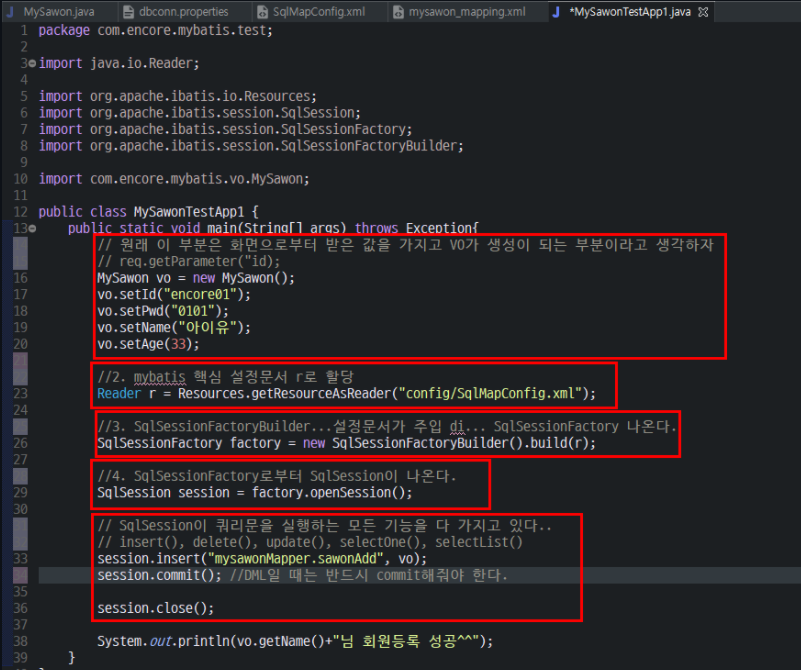 MySawon.java dbconn.properties SqlMapConfig.xml mysawon_mapping.xml *MySawonTestApp1.java
1 package com.encore.mybatis.test;
2
3 import java.io.Reader;
4
5 import org.apache.ibatis.io.Resources;
6 import org.apache.ibatis.session.SqlSession;
7 import org.apache.ibatis.session.SqlSessionFactory;
8 import org.apache.ibatis.session.SqlSessionFactoryBuilder;
9
10 import com.encore.mybatis.vo.MySawon;
11
12 public class MySawonTestApp1 {
13 public static void main(String[] args) throws Exception{
// 원래 이 부분은 화면으로부터 받은 값을 가지고 VO가 생성이 되는 부분이라고 생각하자
// req.getParameter("id);
16 MySawon vo = new MySawon();
17 vo.setId("encore01");
18 vo.setPwd("0101");
19 vo.setName("아이유");
20 vo.setAge(33);
//2. mybatis 핵심 설정문서 r로 할당
23 Reader r = Resources.getResourceAsReader("config/SqlMapConfig.xml");
24
//3. SqlSessionFactoryBuilder...설정문서가 주입 di... SqlSessionFactory 나온다.
26 SqlSessionFactory factory = new SqlSessionFactoryBuilder().build(r);
27
//4. SqlSessionFactory로부터 SqlSession이 나온다.
29 SqlSession session = factory.openSession();
30
// SqlSession이 쿼리문을 실행하는 모든 기능을 다 가지고 있다..
// insert(), delete(), update(), selectOne(), selectList()
33 session.insert("mysawonMapper.sawonAdd", vo);
session.commit(); //DML일 때는 반드시 commit해줘야 한다.
35
36 session.close();
37
38 System.out.println(vo.getName()+"님 회원등록 성공^^");
39 }